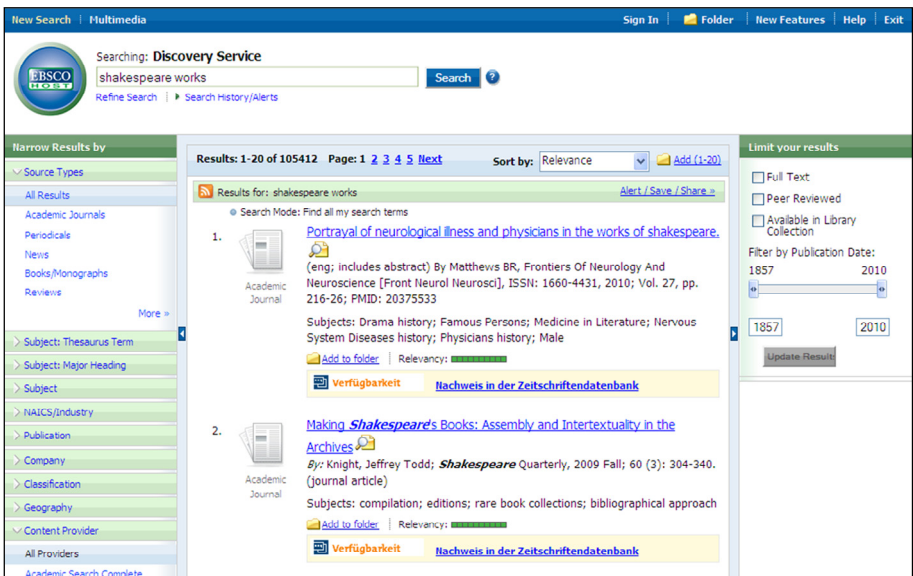 New Search | Multimedia
Sign In | Folder | New Features | Help | Exit
EBSCO
HOST
Searching: Discovery Service
shakespeare works
Search
Refine Search | Search History/Alerts
Narrow Results by
Source Types
All Results
Academic Journals
Periodicals
News
Books/Monographs
Reviews
More »
Subject: Thesaurus Term
Subject: Major Heading
Subject
NAICS/Industry
Publication
Company
Classification
Geography
Content Provider
All Providers
Academic Search Complete
Results: 1-20 of 105412 Page: 1 2 3 4 5 Next
Sort by: Relevance
Add (1-20)
Results for: shakespeare works
Alert / Save / Share »
Search Mode: Find all my search terms
1.
Academic
Journal
Portrayal of neurological illness and physicians in the works of shakespeare.
(eng; includes abstract) By Matthews BR, Frontiers Of Neurology And
Neuroscience [Front Neurol Neurosci], ISSN: 1660-4431, 2010; Vol. 27, pp.
216-26; PMID: 20375533
Subjects: Drama history; Famous Persons; Medicine in Literature; Nervous
System Diseases history; Physicians history; Male
Add to folder | Relevancy:
Verfügbarkeit
Nachweis in der Zeitschriftendatenbank
2.
Academic
Journal
Making Shakespeare's Books: Assembly and Intertextuality in the
Archives
By: Knight, Jeffrey Todd; Shakespeare Quarterly, 2009 Fall; 60 (3): 304-340.
(journal article)
Subjects: compilation; editions; rare book collections; bibliographical approach
Add to folder | Relevancy:
Verfügbarkeit
Nachweis in der Zeitschriftendatenbank
Limit your results
Full Text
Peer Reviewed
Available in Library
Collection
Filter by Publication Date:
1857 2010
1857 2010
Update Results